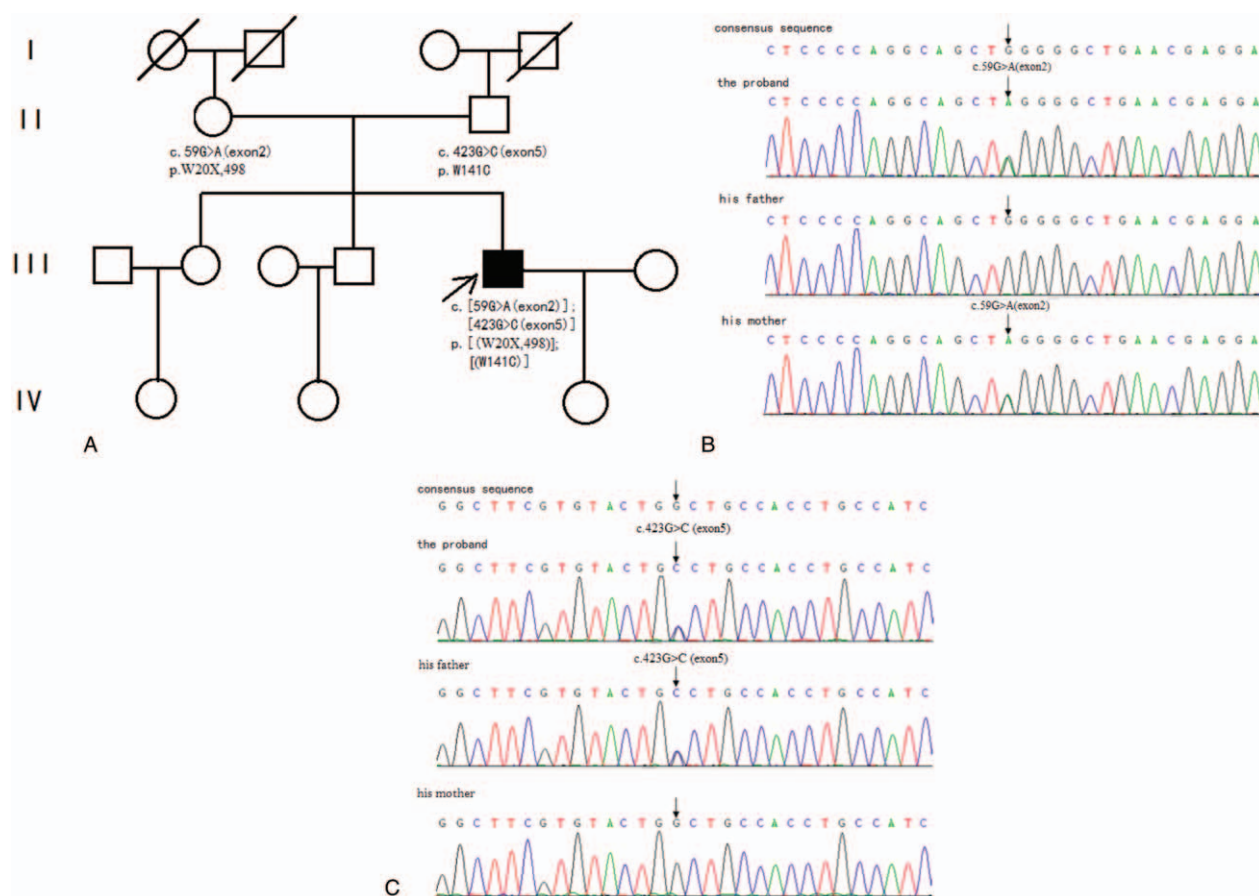 I
II
c. 59G>A(exon2)
p.W20X,498
c. 423G>C(exon5)
p. W141C
III
c. [59G>A(exon2)];
[423G>C(exon5)]
p. [(W20X,498)];
[(W141C)]
IV
A
consensus sequence
C T C C C C A G G C A G C T G G G G G C T G A A C G A G G A
c.59G>A(exon2)
the proband
C T C C C C A G G C A G C T A G G G G C T G A A C G A G G A
his father
C T C C C C A G G C A G C T G G G G G C T G A A C G A G G A
c.59G>A(exon2)
his mother
C T C C C C A G G C A G C T A G G G G C T G A A C G A G G A
B
consensus sequence
G G C T T C G T G T A C T G G C T G C C A C C T G C C A T C
c.423G>C (exon5)
the proband
G G C T T C G T G T A C T G C C T G C C A C C T G C C A T C
c.423G>C (exon5)
his father
G G C T T C G T G T A C T G C C T G C C A C C T G C C A T C
his mother
G G C T T C G T G T A C T G G C T G C C A C C T G C C A T C
C